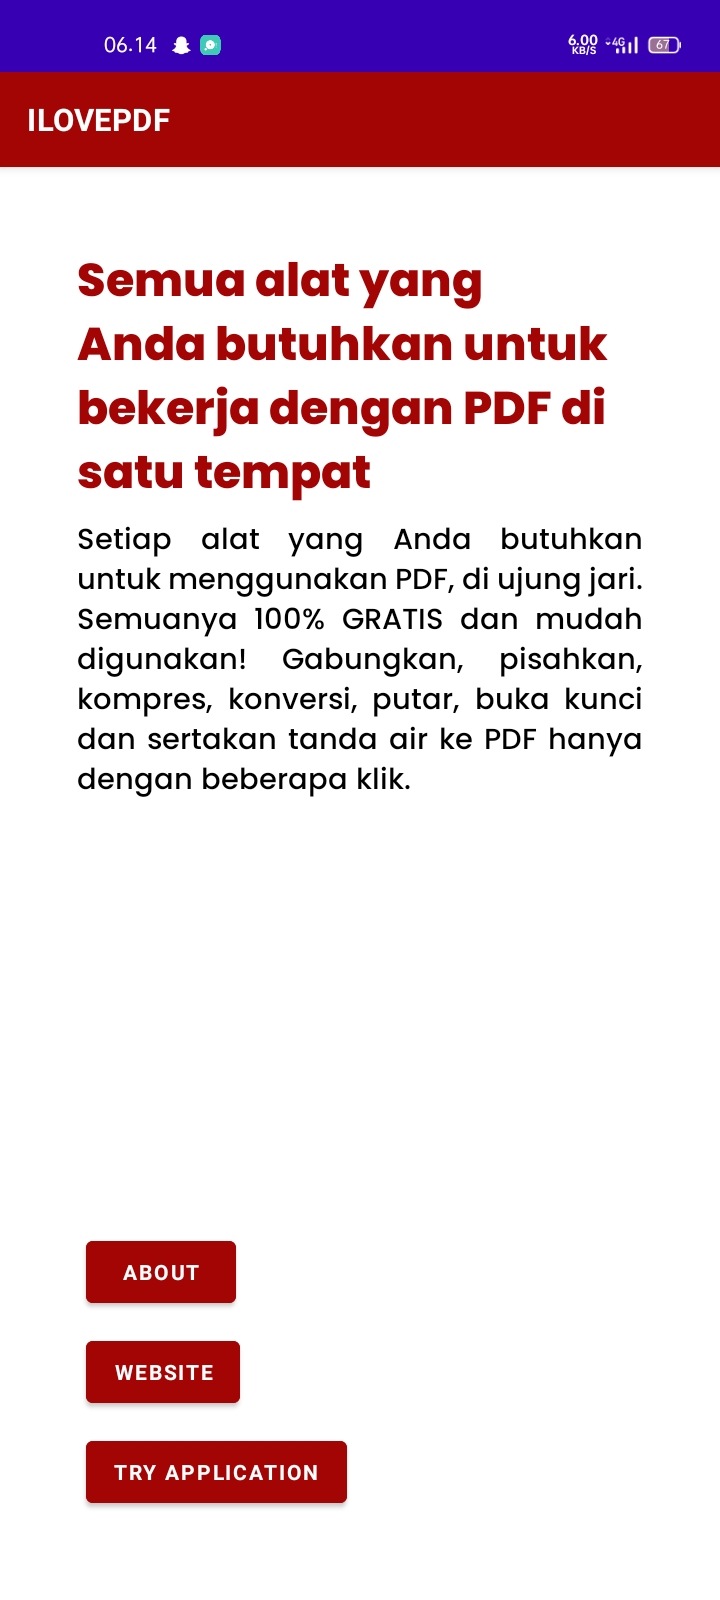 06.14
6.00
KB/S
4G
67
ILOVEPDF
Semua alat yang
Anda butuhkan untuk
bekerja dengan PDF di
satu tempat
Setiap alat yang Anda butuhkan
untuk menggunakan PDF, di ujung jari.
Semuanya 100% GRATIS dan mudah
digunakan! Gabungkan, pisahkan,
kompres, konversi, putar, buka kunci
dan sertakan tanda air ke PDF hanya
dengan beberapa klik.
ABOUT
WEBSITE
TRY APPLICATION